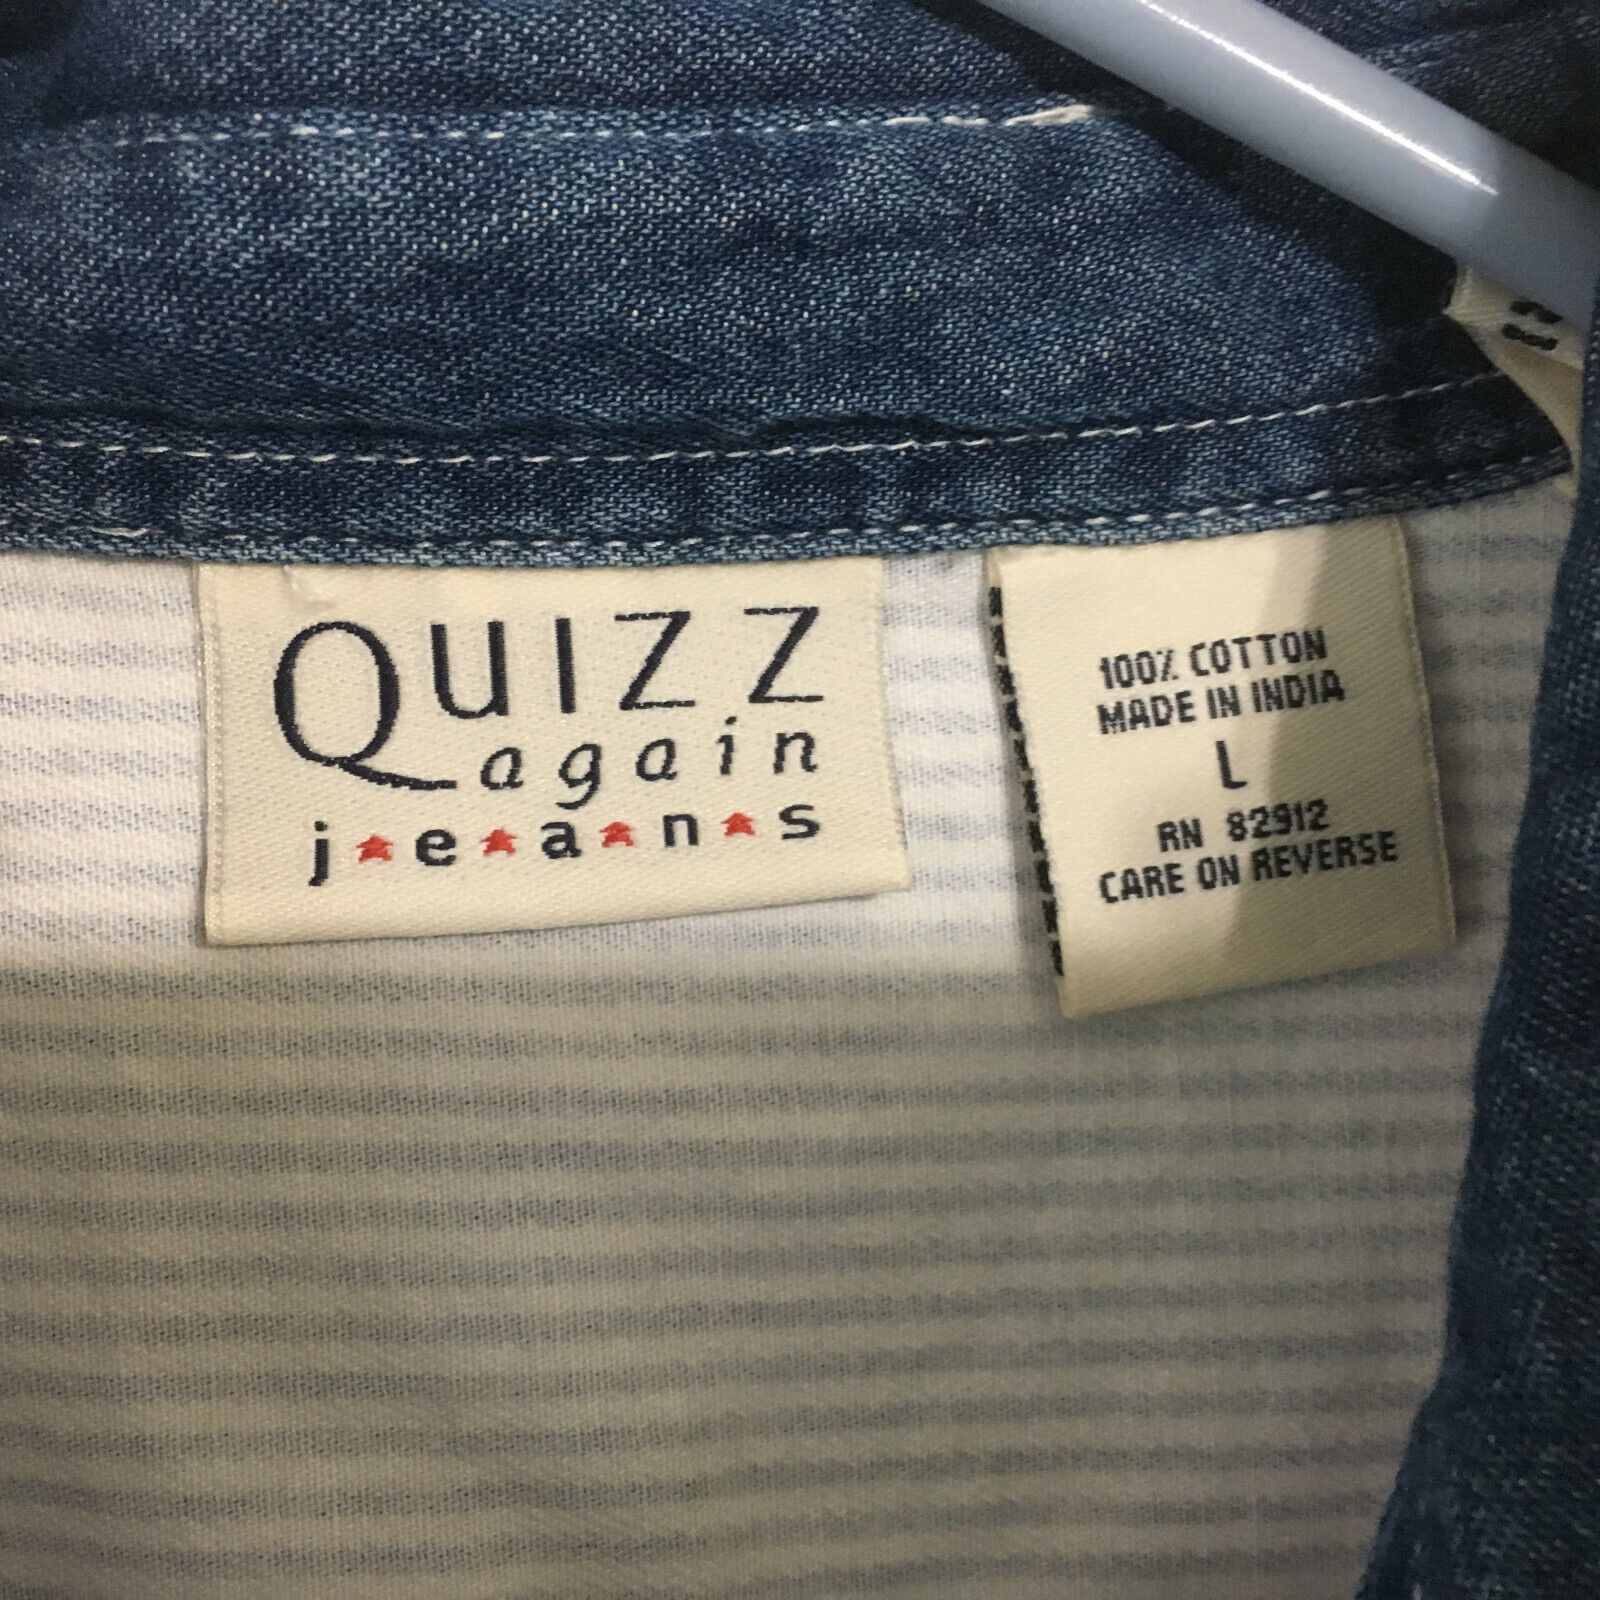 QUIZZ
again
j★e★a★n★s
100% COTTON
MADE IN INDIA
L
RN 82912
CARE ON REVERSE